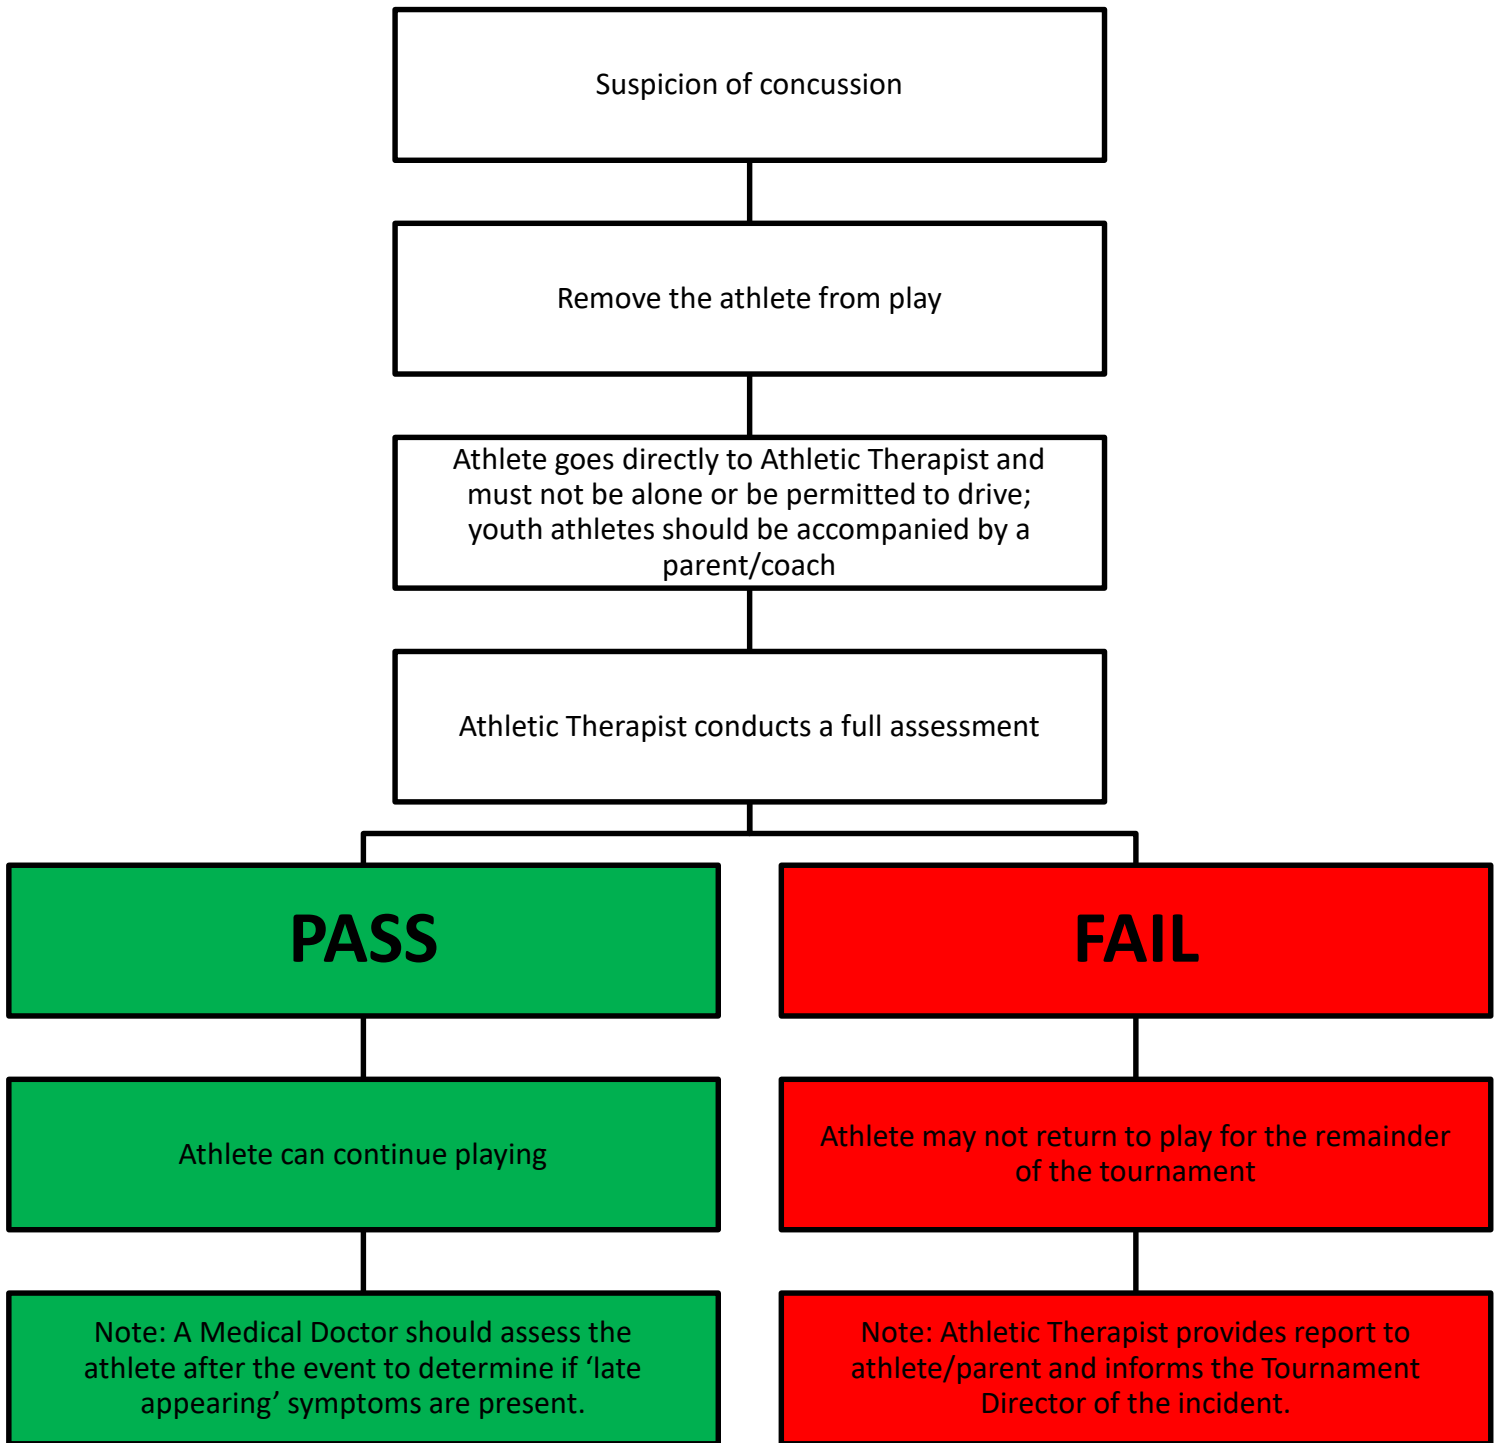 Suspicion of concussion
Remove the athlete from play
Athlete goes directly to Athletic Therapist and
must not be alone or be permitted to drive;
youth athletes should be accompanied by a
parent/coach
Athletic Therapist conducts a full assessment
PASS
FAIL
Athlete can continue playing
Athlete may not return to play for the remainder
of the tournament
Note: A Medical Doctor should assess the
athlete after the event to determine if ‘late
appearing’ symptoms are present.
Note: Athletic Therapist provides report to
athlete/parent and informs the Tournament
Director of the incident.